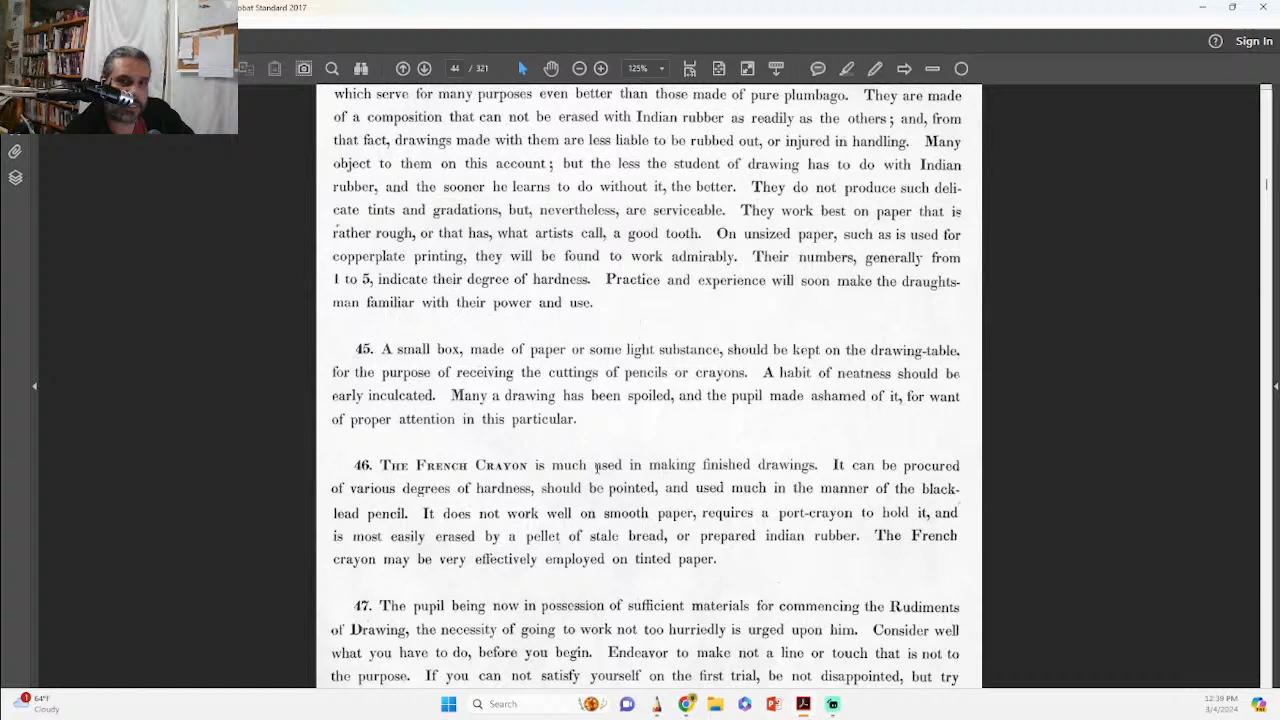 obat Standard 2017
Sign In
44 / 321
125%
which serve for many purposes even better than those made of pure plumbago. They are made
of a composition that can not be erased with Indian rubber as readily as the others; and, from
that fact, drawings made with them are less liable to be rubbed out, or injured in handling. Many
object to them on this account; but the less the student of drawing has to do with Indian
rubber, and the sooner he learns to do without it, the better. They do not produce such deli-
cate tints and gradations, but, nevertheless, are serviceable. They work best on paper that is
rather rough, or that has, what artists call, a good tooth. On unsized paper, such as is used for
copperplate printing, they will be found to work admirably. Their numbers, generally from
1 to 5, indicate their degree of hardness. Practice and experience will soon make the draughts-
man familiar with their power and use.
45. A small box, made of paper or some light substance, should be kept on the drawing-table,
for the purpose of receiving the cuttings of pencils or crayons. A habit of neatness should be
early inculcated. Many a drawing has been spoiled, and the pupil made ashamed of it, for want
of proper attention in this particular.
46. The French Crayon is much used in making finished drawings. It can be procured
of various degrees of hardness, should be pointed, and used much in the manner of the black-
lead pencil. It does not work well on smooth paper, requires a port-crayon to hold it, and
is most easily erased by a pellet of stale bread, or prepared indian rubber. The French
crayon may be very effectively employed on tinted paper.
47. The pupil being now in possession of sufficient materials for commencing the Rudiments
of Drawing, the necessity of going to work not too hurriedly is urged upon him. Consider well
what you have to do, before you begin. Endeavor to make not a line or touch that is not to
the purpose. If you can not satisfy yourself on the first trial, be not disappointed, but try
1
64°F
Cloudy
Search
12:39 PM
3/4/2024